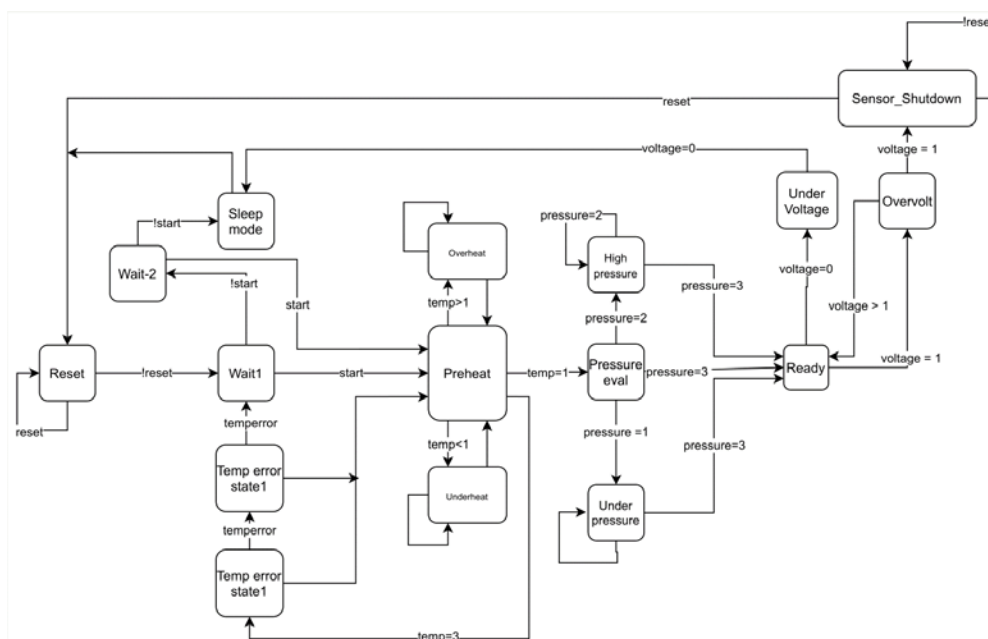 !rese
Sensor_Shutdown
reset
voltage = 1
voltage=0
Under
Voltage
Overvolt
Sleep
mode
!start
pressure=2
Overheat
High
pressure
Wait-2
!start
voltage=0
pressure=3
start
temp>1
voltage > 1
pressure=2
Reset
!reset
Wait1
start
Preheat
temp=1
Pressure
eval
pressure=3
Ready
voltage = 1
reset
temperror
temp<1
pressure =1
pressure=3
Temp error
state1
Underheat
Under
pressure
temperror
Temp error
state1
temp=3